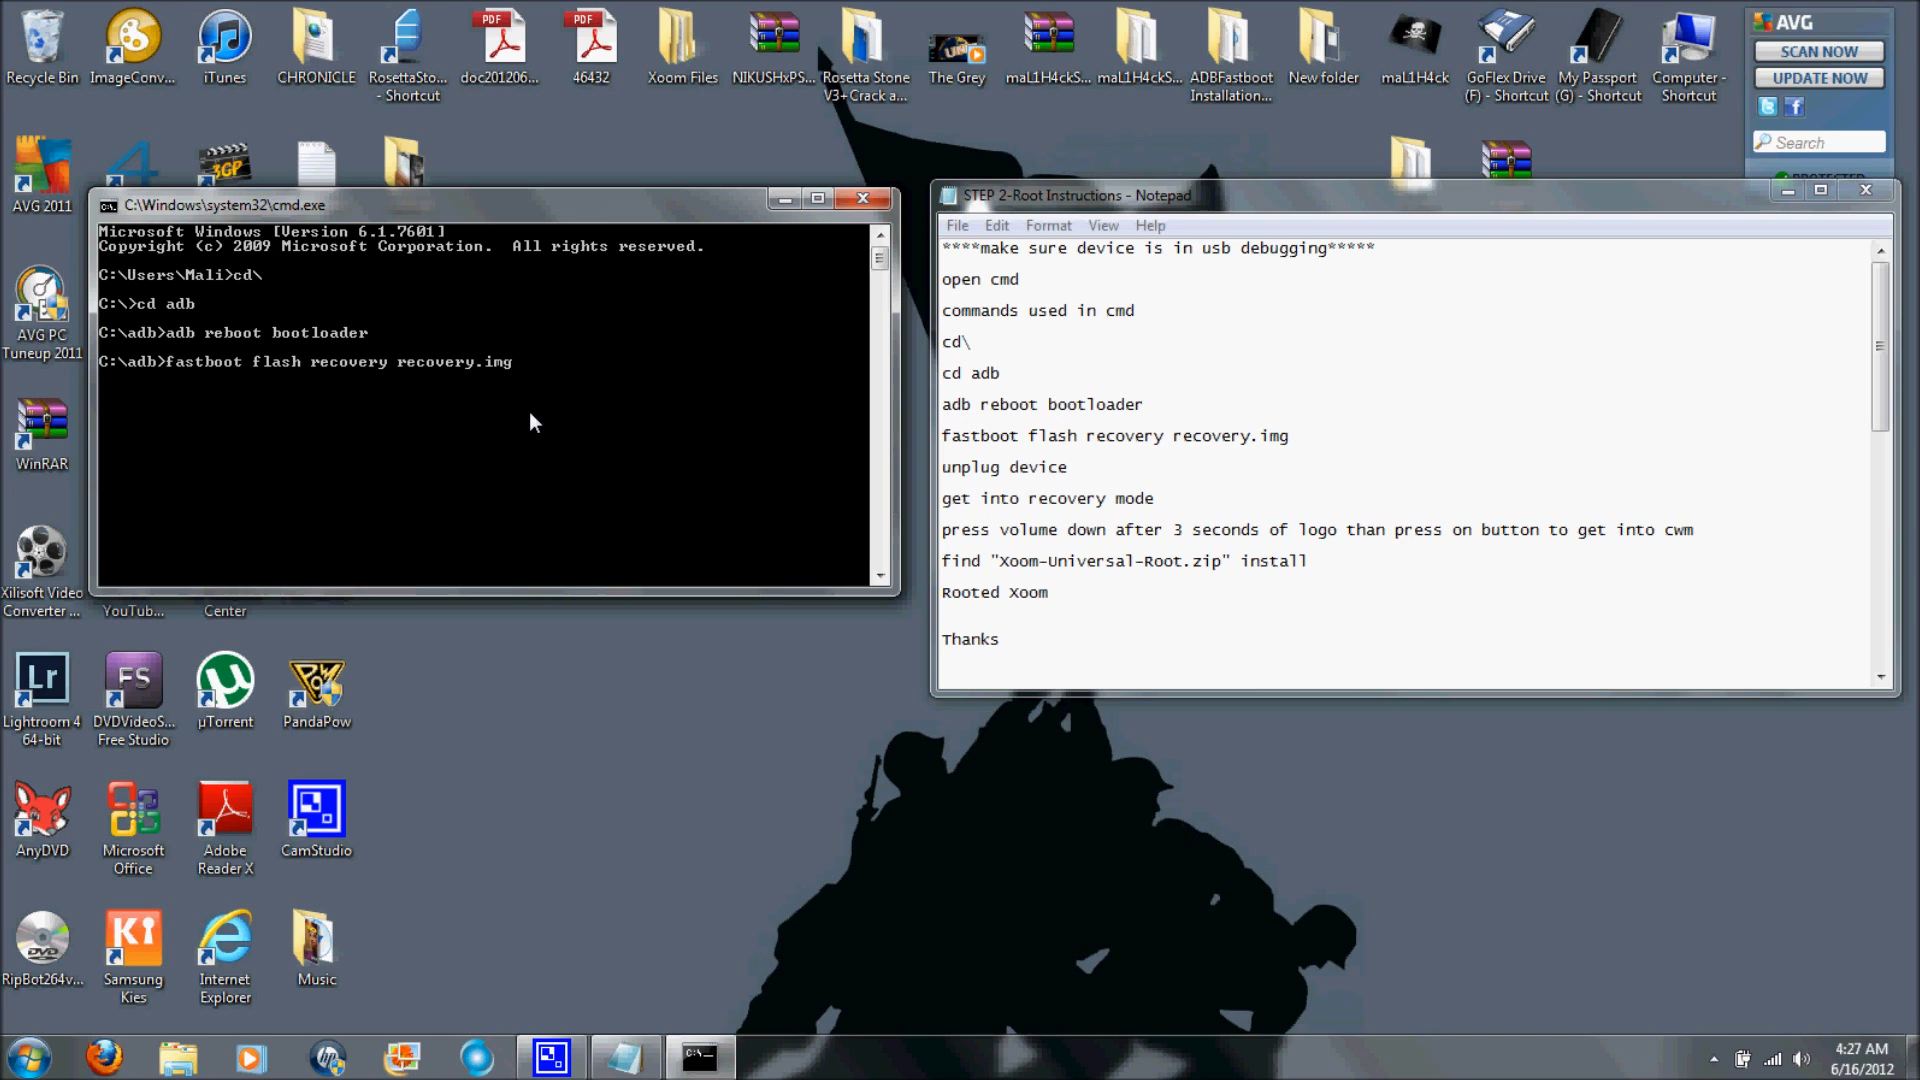 Recycle Bin
ImageConv...
iTunes
CHRONICLE
RosettaSto...
- Shortcut
PDF
doc201206...
PDF
46432
Xoom Files
NIKUSHxPS...
Rosetta Stone
V3+Crack a...
The Grey
maL1H4ckS...
maL1H4ckS...
ADBFastboot
Installation...
New folder
maL1H4ck
GoFlex Drive
(F) - Shortcut
My Passport
(G) - Shortcut
Computer -
Shortcut
AVG
SCAN NOW
UPDATE NOW
Search
AVG 2011
3GP
AVG PC
Tuneup 2011
WinRAR
Xilisoft Video
Converter ...
YouTub...
Center
C:\Windows\system32\cmd.exe
Microsoft Windows [Version 6.1.7601]
Copyright (c) 2009 Microsoft Corporation.  All rights reserved.
C:\Users\Mali>cd\
C:\>cd adb
C:\adb>adb reboot bootloader
C:\adb>fastboot flash recovery recovery.img
STEP 2-Root Instructions - Notepad
File Edit Format View Help
****make sure device is in usb debugging*****
open cmd
commands used in cmd
cd\
cd adb
adb reboot bootloader
fastboot flash recovery recovery.img
unplug device
get into recovery mode
press volume down after 3 seconds of logo than press on button to get into cwm
find "Xoom-Universal-Root.zip" install
Rooted Xoom
Thanks
Lr
Lightroom 4
64-bit
FS
DVDVideoS...
Free Studio
µTorrent
PandaPow
AnyDVD
Microsoft
Office
Adobe
Reader X
CamStudio
DVD
RipBot264v...
Ki
Samsung
Kies
Internet
Explorer
Music
hp
C:\_
4:27 AM
6/16/2012